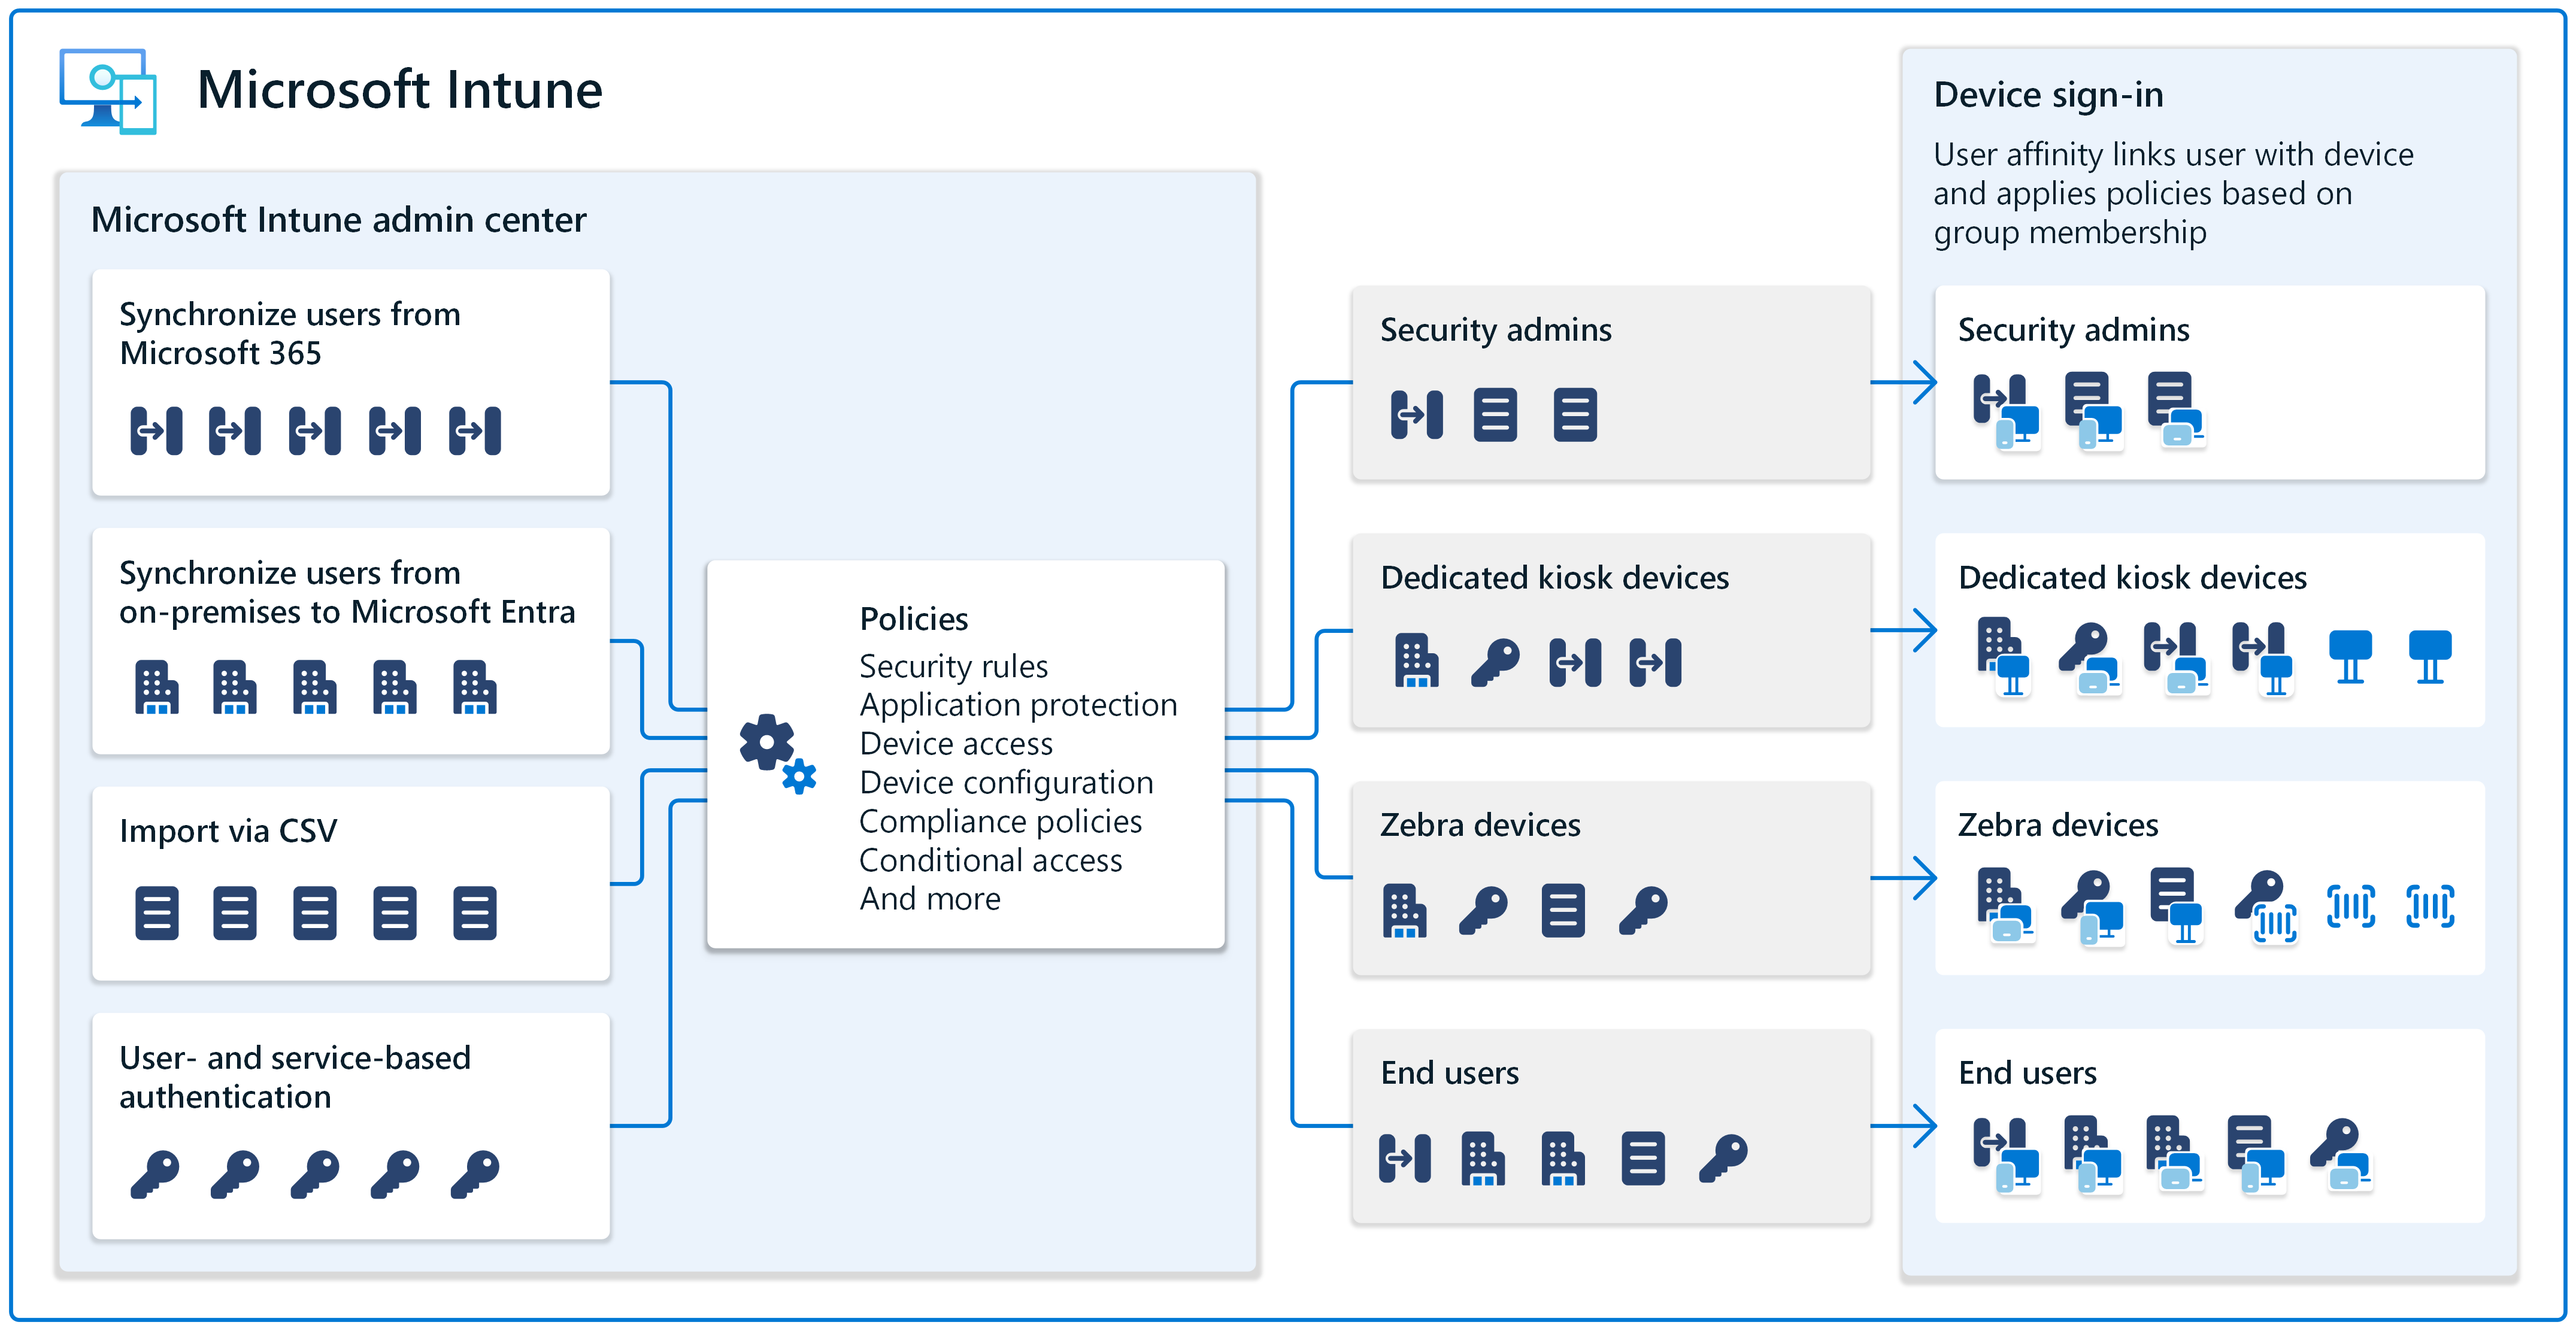 Microsoft Intune
Microsoft Intune admin center
Synchronize users from
Microsoft 365
Synchronize users from
on-premises to Microsoft Entra
Import via CSV
User- and service-based
authentication
Policies
Security rules
Application protection
Device access
Device configuration
Compliance policies
Conditional access
And more
Security admins
Dedicated kiosk devices
Zebra devices
End users
Device sign-in
User affinity links user with device
and applies policies based on
group membership
Security admins
Dedicated kiosk devices
Zebra devices
End users